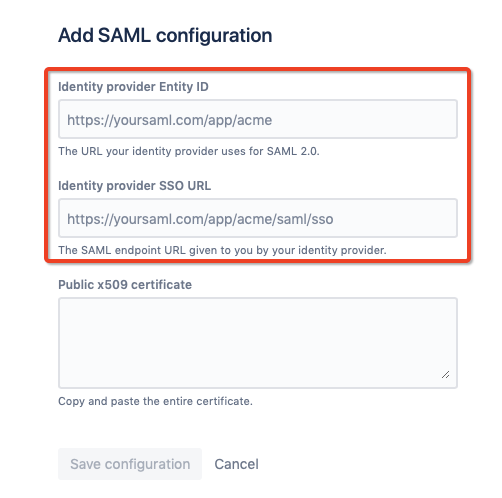 Add SAML configuration
Identity provider Entity ID
https://yoursaml.com/app/acme
The URL your identity provider uses for SAML 2.0.
Identity provider SSO URL
https://yoursaml.com/app/acme/saml/sso
The SAML endpoint URL given to you by your identity provider.
Public x509 certificate
Copy and paste the entire certificate.
Save configuration Cancel